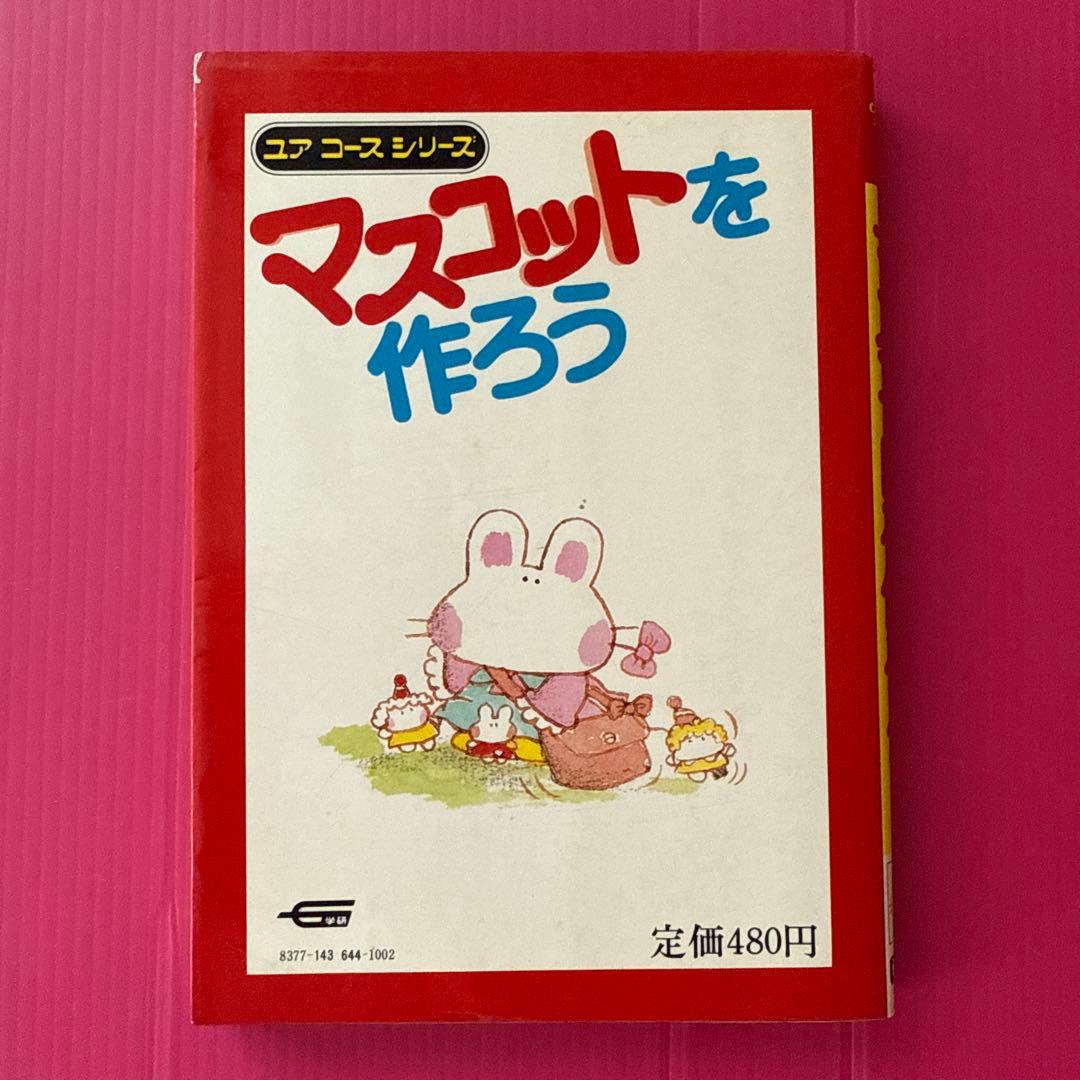 ユア コース シリーズ
マスコットを
作ろう
学研
8377-143 644-1002
定価480円